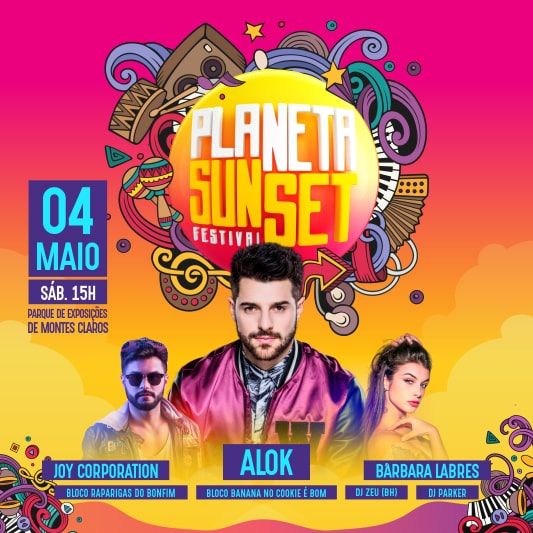 PLANETA
SUNSET
FESTIVAL
04
MAIO
SÁB. 15H
PARQUE DE EXPOSIÇÕES
DE MONTES CLAROS
JOY CORPORATION
ALOK
BÁRBARA LABRES
BLOCO RAPARIGAS DO BONFIM
BLOCO BANANA NO COOKIE É BOM
DJ ZEU (BH)
DJ PARKER